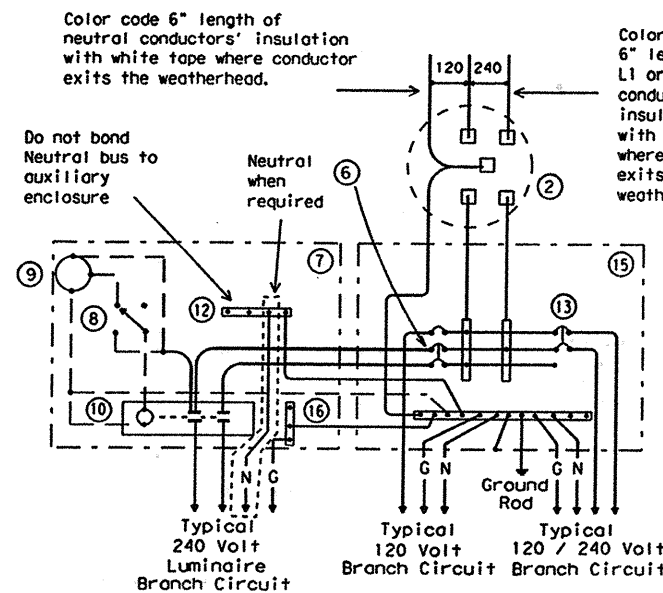 Color code 6" length of
neutral conductors' insulation
with white tape where conductor
exits the weatherhead.
120 240
Color
6" le
L1 or
condu
insul
with
where
exits
weath
Do not bond
Neutral bus to
auxiliary
enclosure
Neutral
when
required
6
2
9
7
15
8
12
13
10
16
N
G
G
N
G
N
Ground
Rod
Typical
240 Volt
Luminaire
Branch Circuit
Typical
120 Volt
Branch Circuit
Typical
120 / 240 Volt
Branch Circuit